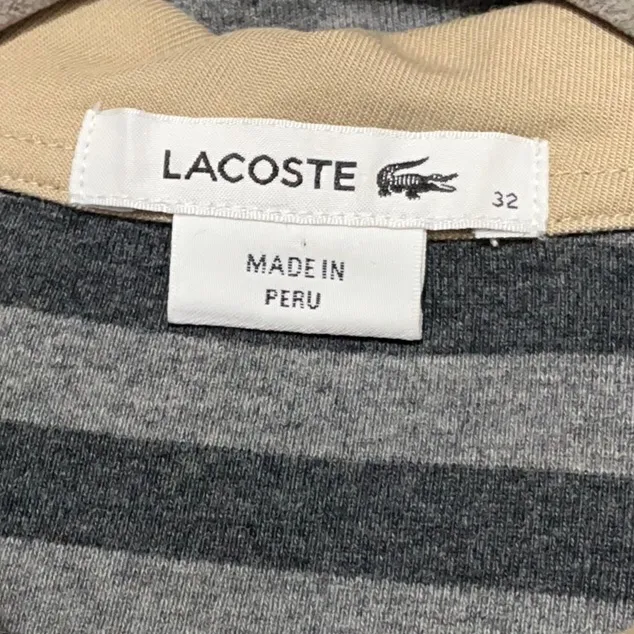 LACOSTE
32
MADE IN
PERU